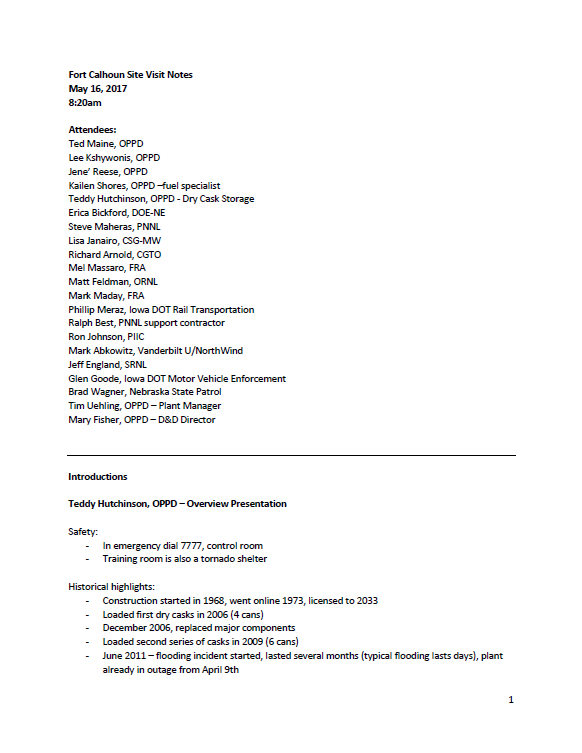 Fort Calhoun Site Visit Notes
May 16, 2017
8:20am
Attendees:
Ted Maine, OPPD
Lee Kshywonis, OPPD
Jene’ Reese, OPPD
Kailen Shores, OPPD –fuel specialist
Teddy Hutchinson, OPPD - Dry Cask Storage
Erica Bickford, DOE-NE
Steve Maheras, PNNL
Lisa Janairo, CSG-MW
Richard Arnold, CGTO
Mel Massaro, FRA
Matt Feldman, ORNL
Mark Maday, FRA
Phillip Meraz, Iowa DOT Rail Transportation
Ralph Best, PNNL support contractor
Ron Johnson, PIIC
Mark Abkowitz, Vanderbilt U/NorthWind
Jeff England, SRNL
Glen Goode, Iowa DOT Motor Vehicle Enforcement
Brad Wagner, Nebraska State Patrol
Tim Uehling, OPPD – Plant Manager
Mary Fisher, OPPD – D&D Director
Introductions
Teddy Hutchinson, OPPD – Overview Presentation
Safety:
- In emergency dial 7777, control room
- Training room is also a tornado shelter
Historical highlights:
- Construction started in 1968, went online 1973, licensed to 2033
- Loaded first dry casks in 2006 (4 cans)
- December 2006, replaced major components
- Loaded second series of casks in 2009 (6 cans)
- June 2011 – flooding incident started, lasted several months (typical flooding lasts days), plant
already in outage from April 9th
1